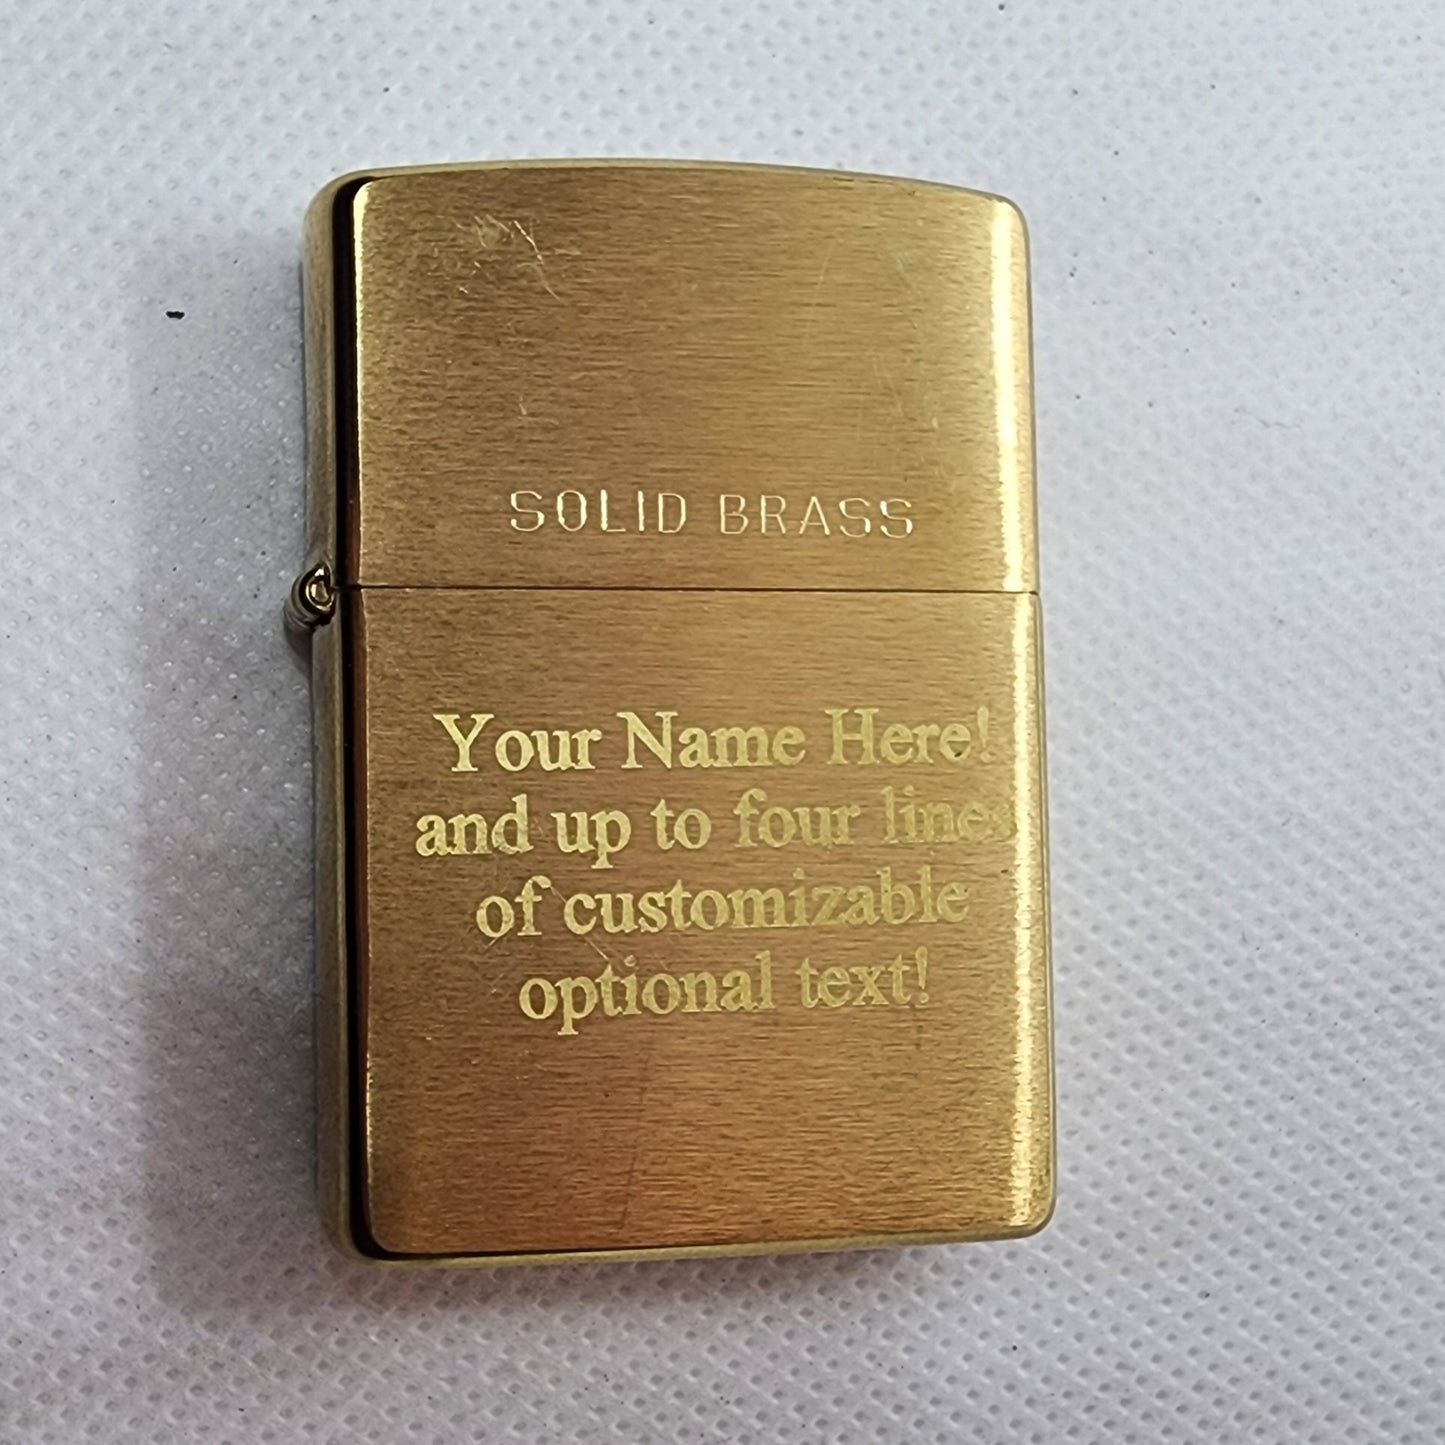 SOLID BRASS
Your Name Here!
and up to four lines
of customizable
optional text!